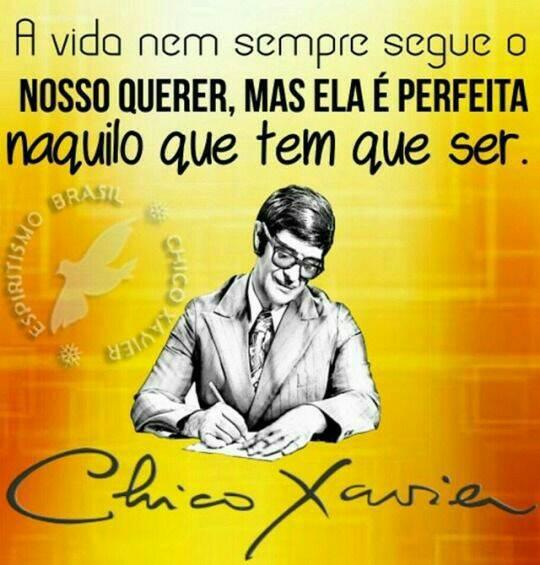 A vida nem sempre segue o
NOSSO QUERER, MAS ELA É PERFEITA
naquilo que tem que ser.
ESPIRITISMO BRASIL
CHICO XAVIER
Chico Xavier